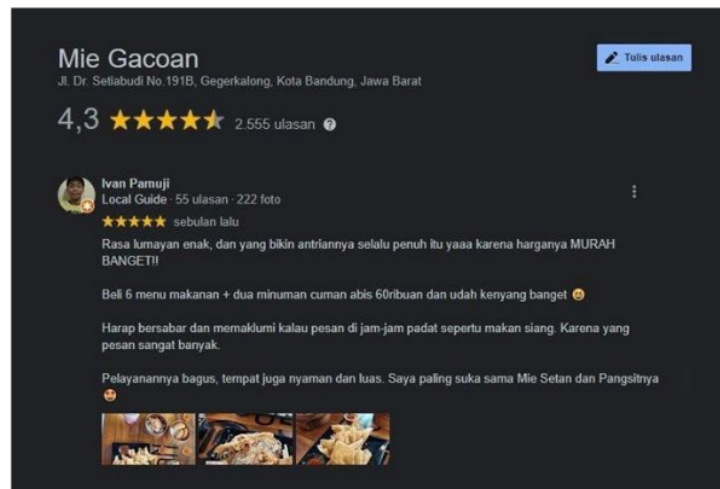 Mie Gacoan
Tulis ulasan
Jl. Dr. Setiabudi No.191B, Gegerkalong, Kota Bandung, Jawa Barat
4,3 2.555 ulasan
Ivan Pamuji
Local Guide · 55 ulasan · 222 foto
sebulan lalu
Rasa lumayan enak, dan yang bikin antriannya selalu penuh itu yaaa karena harganya MURAH
BANGET!!
Beli 6 menu makanan + dua minuman cuman abis 60ribuan dan udah kenyang banget 😆
Harap bersabar dan memaklumi kalau pesan di jam-jam padat sepertu makan siang. Karena yang
pesan sangat banyak.
Pelayanannya bagus, tempat juga nyaman dan luas. Saya paling suka sama Mie Setan dan Pangsitnya
🤩